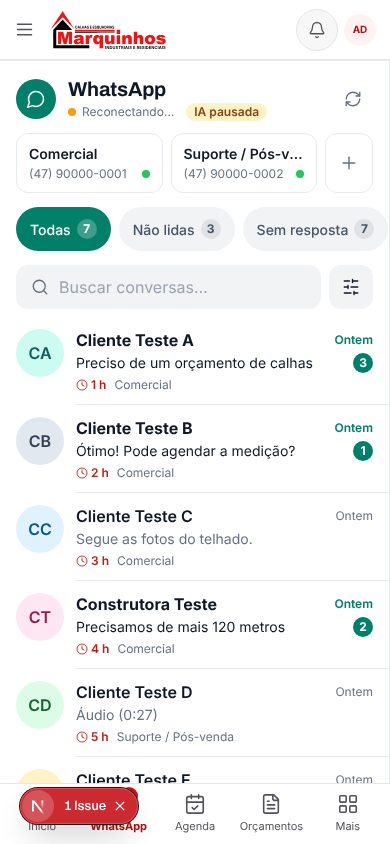 CALHAS E ESQUADRIAS
Marquinhos
INDUSTRIAIS E RESIDENCIAIS
AD
WhatsApp
Reconectando... IA pausada
Comercial
(47) 90000-0001
Suporte / Pós-v...
(47) 90000-0002
Todas 7
Não lidas 3
Sem resposta 7
Buscar conversas...
CA
Cliente Teste A Ontem
Preciso de um orçamento de calhas 3
1 h Comercial
CB
Cliente Teste B Ontem
Ótimo! Pode agendar a medição? 1
2 h Comercial
CC
Cliente Teste C Ontem
Segue as fotos do telhado.
3 h Comercial
CT
Construtora Teste Ontem
Precisamos de mais 120 metros 2
4 h Comercial
CD
Cliente Teste D Ontem
Áudio (0:27)
5 h Suporte / Pós-venda
Cliente Teste E Ontem
N 1 Issue
Início WhatsApp Agenda Orçamentos Mais